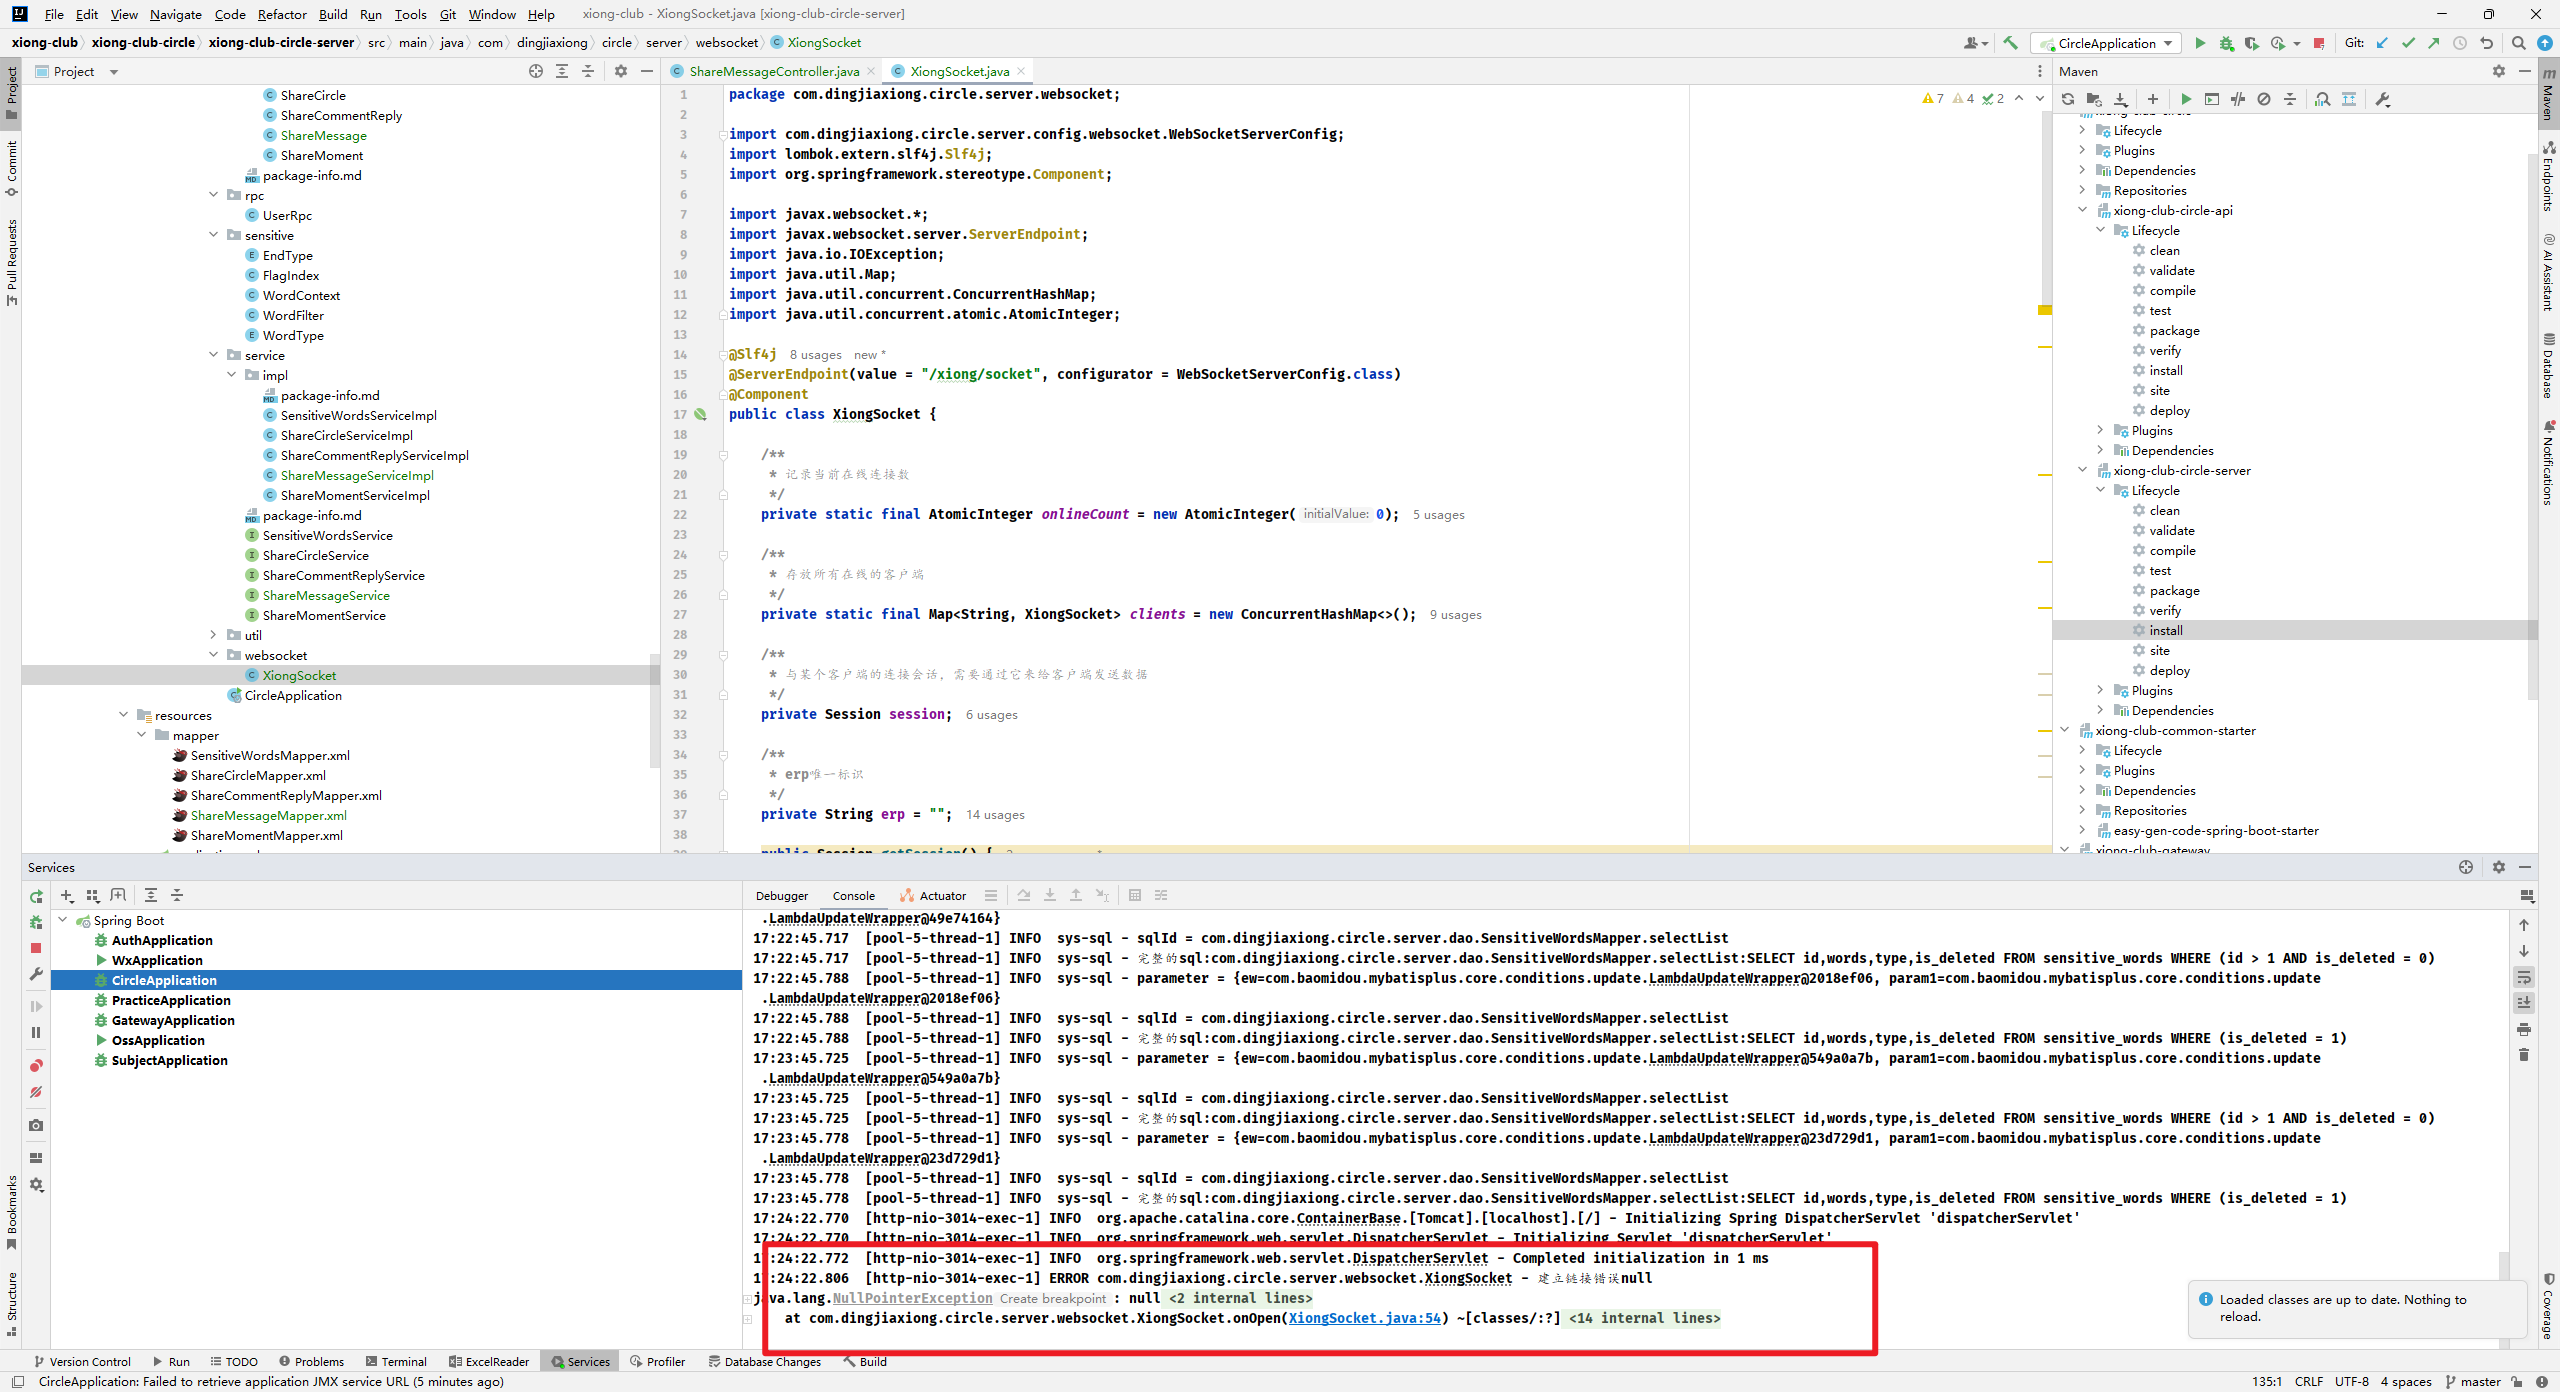 File Edit View Navigate Code Refactor Build Run Tools Git Window Help xiong-club - XiongSocket.java [xiong-club-circle-server]
xiong-club xiong-club-circle xiong-club-circle-server src main java com dingjiaxiong circle server websocket XiongSocket
CircleApplication
Git:
Project
ShareCircle
ShareCommentReply
ShareMessage
ShareMoment
package-info.md
rpc
UserRpc
sensitive
EndType
FlagIndex
WordContext
WordFilter
WordType
service
impl
package-info.md
SensitiveWordsServiceImpl
ShareCircleServiceImpl
ShareCommentReplyServiceImpl
ShareMessageServiceImpl
ShareMomentServiceImpl
package-info.md
SensitiveWordsService
ShareCircleService
ShareCommentReplyService
ShareMessageService
ShareMomentService
util
websocket
XiongSocket
CircleApplication
resources
mapper
SensitiveWordsMapper.xml
ShareCircleMapper.xml
ShareCommentReplyMapper.xml
ShareMessageMapper.xml
ShareMomentMapper.xml
Project
Commit
Pull Requests
Bookmarks
Structure
ShareMessageController.java
XiongSocket.java
7 4 2
1 package com.dingjiaxiong.circle.server.websocket;
2
3 import com.dingjiaxiong.circle.server.config.websocket.WebSocketServerConfig;
4 import lombok.extern.slf4j.Slf4j;
5 import org.springframework.stereotype.Component;
6
7 import javax.websocket.*;
8 import javax.websocket.server.ServerEndpoint;
9 import java.io.IOException;
10 import java.util.Map;
11 import java.util.concurrent.ConcurrentHashMap;
12 import java.util.concurrent.atomic.AtomicInteger;
13
14 @Slf4j 8 usages new *
15 @ServerEndpoint(value = "/xiong/socket", configurator = WebSocketServerConfig.class)
16 @Component
17 public class XiongSocket {
18
19 /**
20 * 记录当前在线连接数
21 */
22 private static final AtomicInteger onlineCount = new AtomicInteger( initialValue: 0); 5 usages
23
24 /**
25 * 存放所有在线的客户端
26 */
27 private static final Map<String, XiongSocket> clients = new ConcurrentHashMap<>(); 9 usages
28
29 /**
30 * 与某个客户端的连接会话，需要通过它来给客户端发送数据
31 */
32 private Session session; 6 usages
33
34 /**
35 * erp唯一标识
36 */
37 private String erp = ""; 14 usages
38
public Session getSession() {
Maven
xiong-club-circle
Lifecycle
Plugins
Dependencies
Repositories
xiong-club-circle-api
Lifecycle
clean
validate
compile
test
package
verify
install
site
deploy
Plugins
Dependencies
xiong-club-circle-server
Lifecycle
clean
validate
compile
test
package
verify
install
site
deploy
Plugins
Dependencies
xiong-club-common-starter
Lifecycle
Plugins
Dependencies
Repositories
easy-gen-code-spring-boot-starter
xiong-club-gateway
Maven
Endpoints
AI Assistant
Database
Notifications
Coverage
Services
Spring Boot
AuthApplication
WxApplication
CircleApplication
PracticeApplication
GatewayApplication
OssApplication
SubjectApplication
Debugger Console Actuator
.LambdaUpdateWrapper@49e74164}
17:22:45.717 [pool-5-thread-1] INFO sys-sql - sqlId = com.dingjiaxiong.circle.server.dao.SensitiveWordsMapper.selectList
17:22:45.717 [pool-5-thread-1] INFO sys-sql - 完整的sql:com.dingjiaxiong.circle.server.dao.SensitiveWordsMapper.selectList:SELECT id,words,type,is_deleted FROM sensitive_words WHERE (id > 1 AND is_deleted = 0)
17:22:45.788 [pool-5-thread-1] INFO sys-sql - parameter = {ew=com.baomidou.mybatisplus.core.conditions.update.LambdaUpdateWrapper@2018ef06, param1=com.baomidou.mybatisplus.core.conditions.update
.LambdaUpdateWrapper@2018ef06}
17:22:45.788 [pool-5-thread-1] INFO sys-sql - sqlId = com.dingjiaxiong.circle.server.dao.SensitiveWordsMapper.selectList
17:22:45.788 [pool-5-thread-1] INFO sys-sql - 完整的sql:com.dingjiaxiong.circle.server.dao.SensitiveWordsMapper.selectList:SELECT id,words,type,is_deleted FROM sensitive_words WHERE (is_deleted = 1)
17:23:45.725 [pool-5-thread-1] INFO sys-sql - parameter = {ew=com.baomidou.mybatisplus.core.conditions.update.LambdaUpdateWrapper@549a0a7b, param1=com.baomidou.mybatisplus.core.conditions.update
.LambdaUpdateWrapper@549a0a7b}
17:23:45.725 [pool-5-thread-1] INFO sys-sql - sqlId = com.dingjiaxiong.circle.server.dao.SensitiveWordsMapper.selectList
17:23:45.725 [pool-5-thread-1] INFO sys-sql - 完整的sql:com.dingjiaxiong.circle.server.dao.SensitiveWordsMapper.selectList:SELECT id,words,type,is_deleted FROM sensitive_words WHERE (id > 1 AND is_deleted = 0)
17:23:45.778 [pool-5-thread-1] INFO sys-sql - parameter = {ew=com.baomidou.mybatisplus.core.conditions.update.LambdaUpdateWrapper@23d729d1, param1=com.baomidou.mybatisplus.core.conditions.update
.LambdaUpdateWrapper@23d729d1}
17:23:45.778 [pool-5-thread-1] INFO sys-sql - sqlId = com.dingjiaxiong.circle.server.dao.SensitiveWordsMapper.selectList
17:23:45.778 [pool-5-thread-1] INFO sys-sql - 完整的sql:com.dingjiaxiong.circle.server.dao.SensitiveWordsMapper.selectList:SELECT id,words,type,is_deleted FROM sensitive_words WHERE (is_deleted = 1)
17:24:22.770 [http-nio-3014-exec-1] INFO org.apache.catalina.core.ContainerBase.[Tomcat].[localhost].[/] - Initializing Spring DispatcherServlet 'dispatcherServlet'
17:24:22.770 [http-nio-3014-exec-1] INFO org.springframework.web.servlet.DispatcherServlet - Initializing Servlet 'dispatcherServlet'
17:24:22.772 [http-nio-3014-exec-1] INFO org.springframework.web.servlet.DispatcherServlet - Completed initialization in 1 ms
17:24:22.806 [http-nio-3014-exec-1] ERROR com.dingjiaxiong.circle.server.websocket.XiongSocket - 建立链接错误null
java.lang.NullPointerException Create breakpoint : null <2 internal lines>
at com.dingjiaxiong.circle.server.websocket.XiongSocket.onOpen(XiongSocket.java:54) ~[classes/:?] <14 internal lines>
Loaded classes are up to date. Nothing to
reload.
Version Control Run TODO Problems Terminal ExcelReader Services Profiler Database Changes Build
CircleApplication: Failed to retrieve application JMX service URL (5 minutes ago)
135:1 CRLF UTF-8 4 spaces master